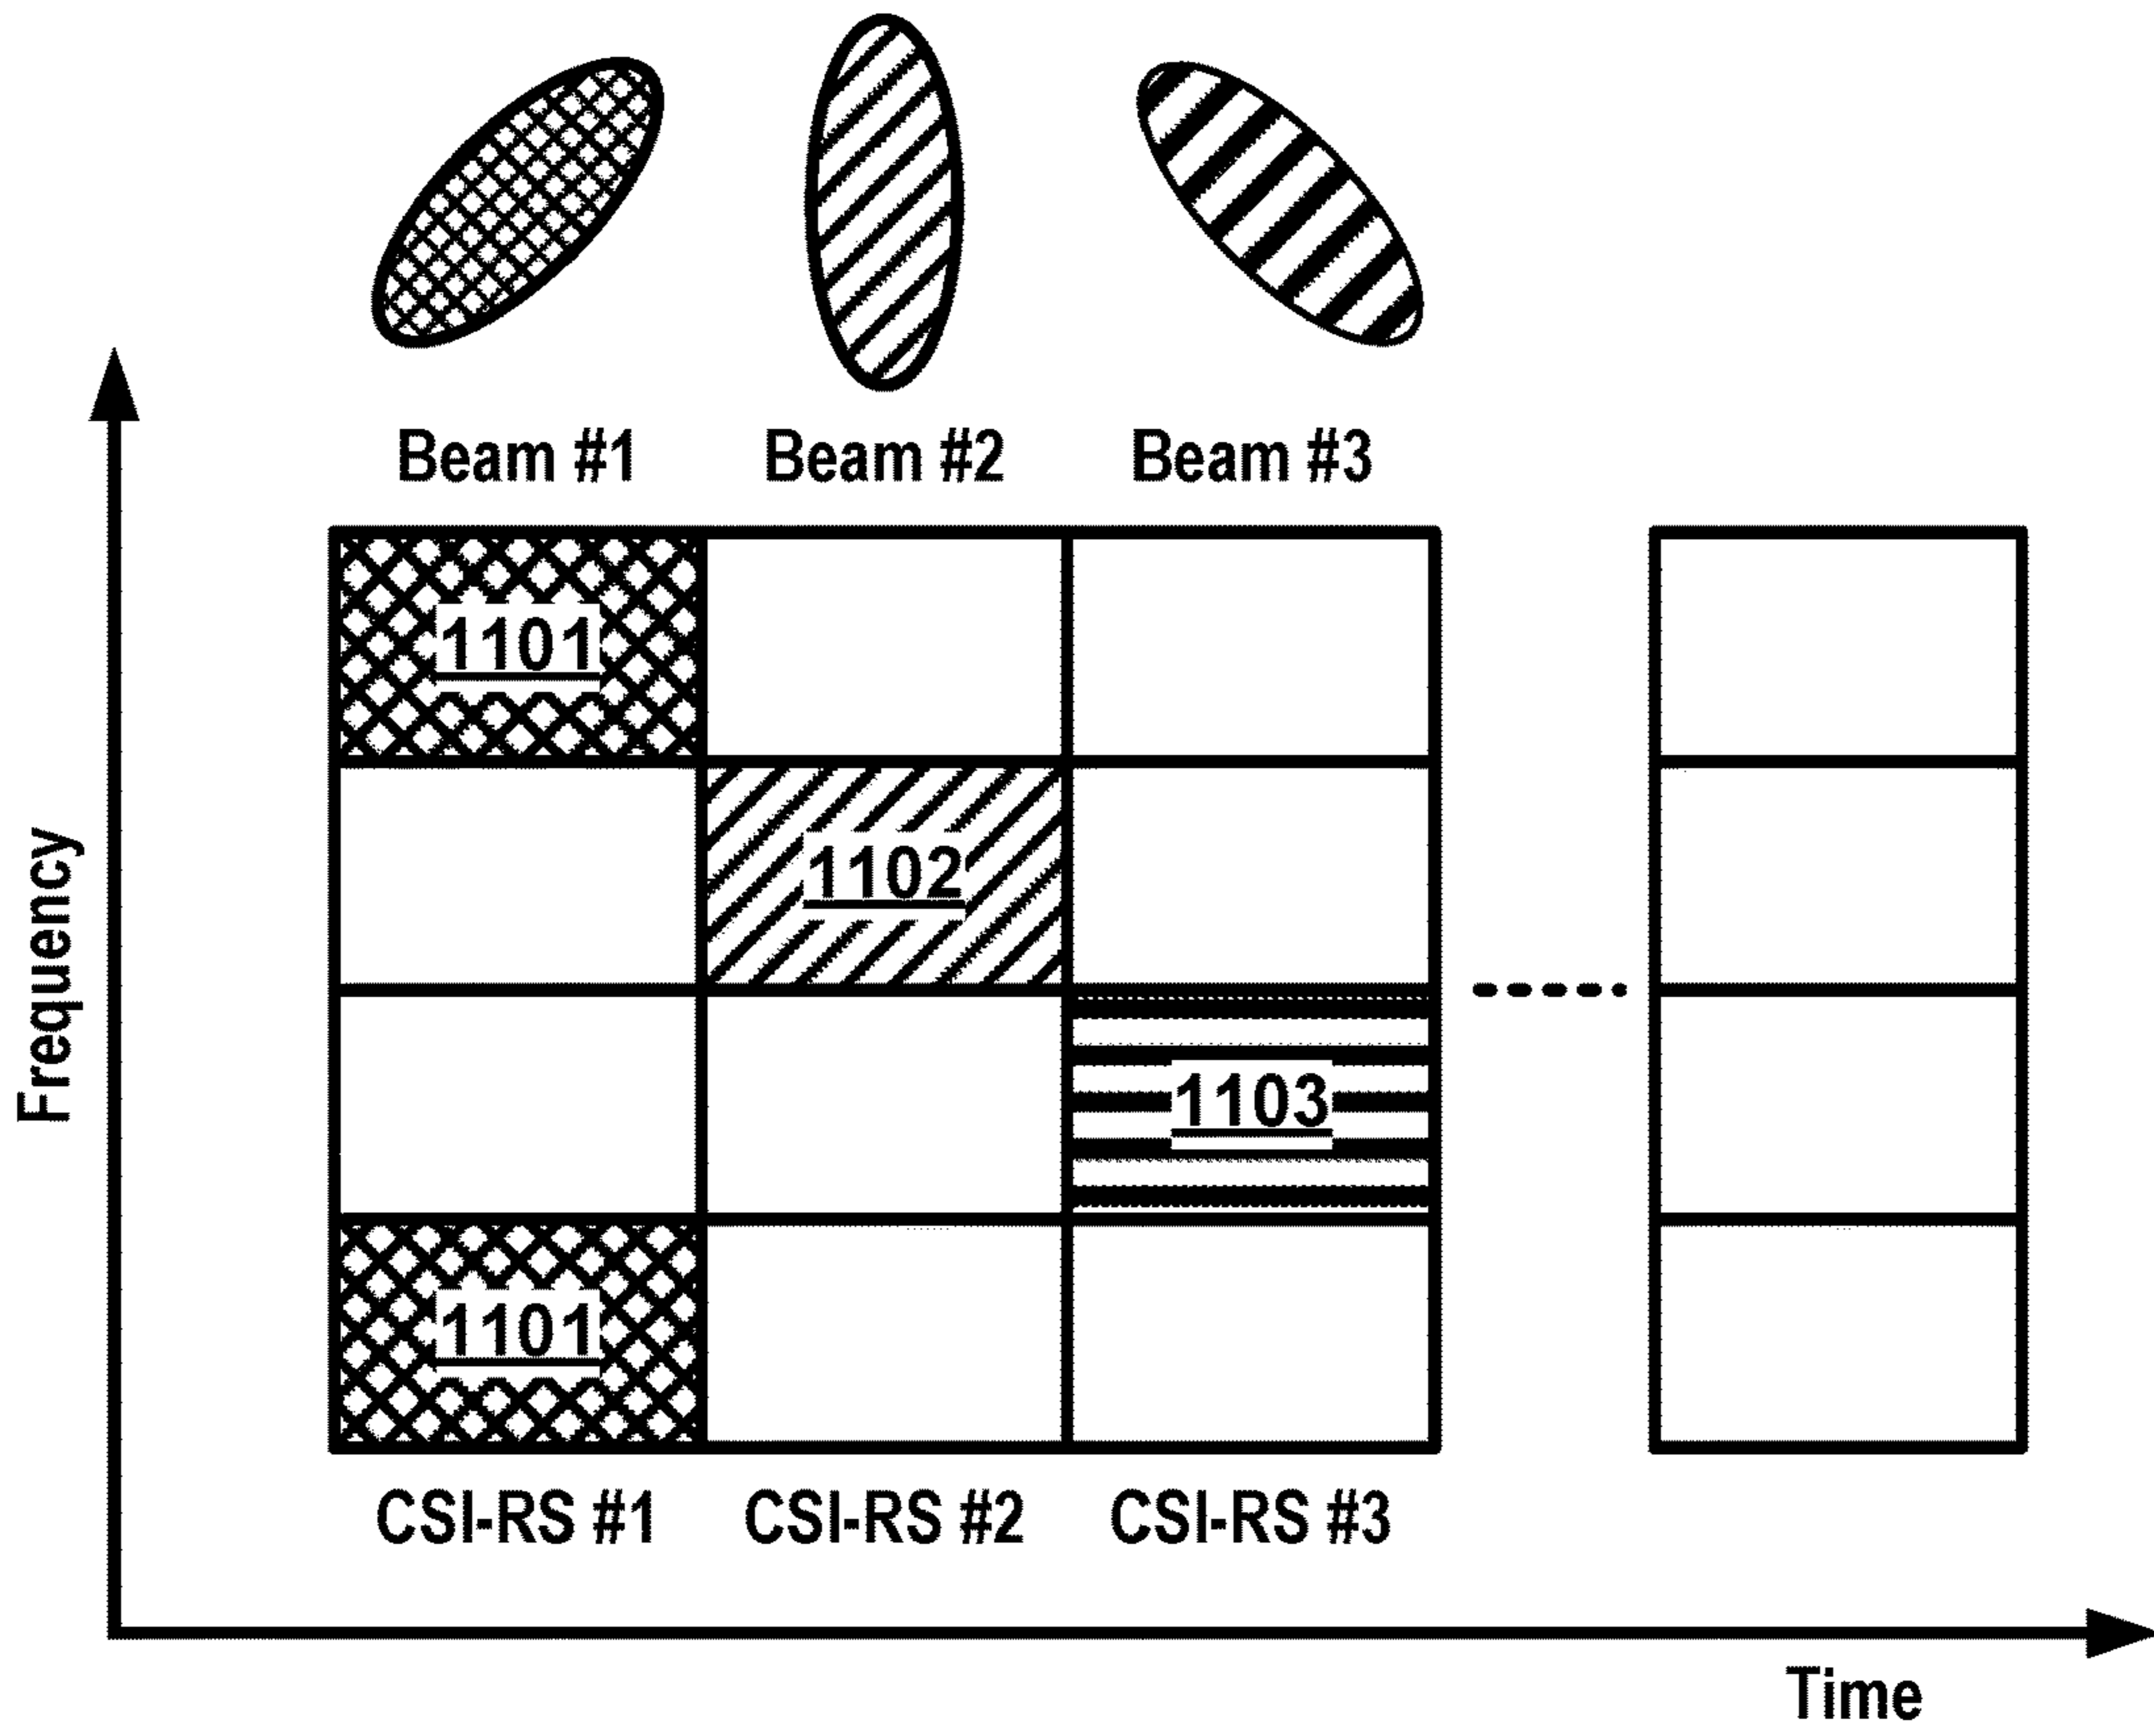 Beam #1 Beam #2 Beam #3
1101
1102
1103
1101
CSI-RS #1 CSI-RS #2 CSI-RS #3
Frequency
Time